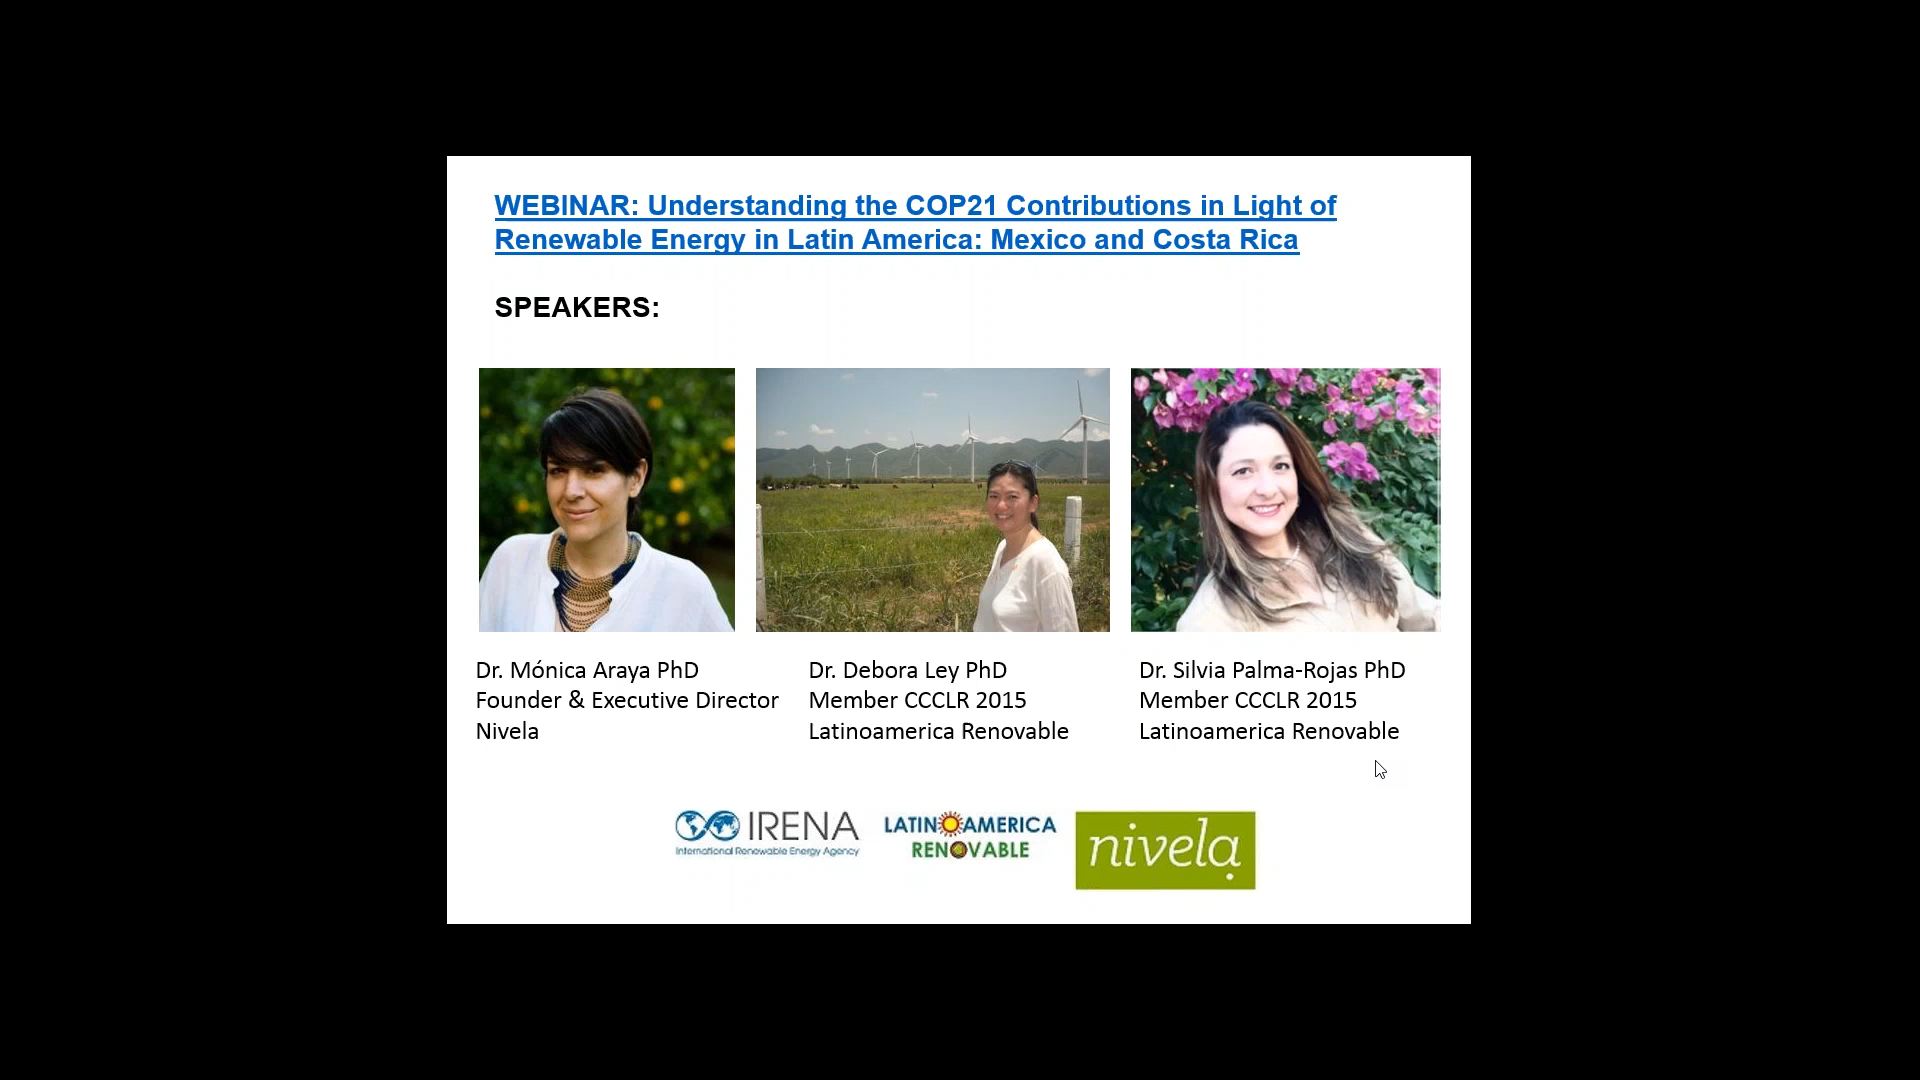 WEBINAR: Understanding the COP21 Contributions in Light of
Renewable Energy in Latin America: Mexico and Costa Rica
SPEAKERS:
Dr. Mónica Araya PhD
Founder & Executive Director
Nivela
Dr. Debora Ley PhD
Member CCCLR 2015
Latinoamerica Renovable
Dr. Silvia Palma-Rojas PhD
Member CCCLR 2015
Latinoamerica Renovable
IRENA
International Renewable Energy Agency
LATINOAMERICA
RENOVABLE
nivela